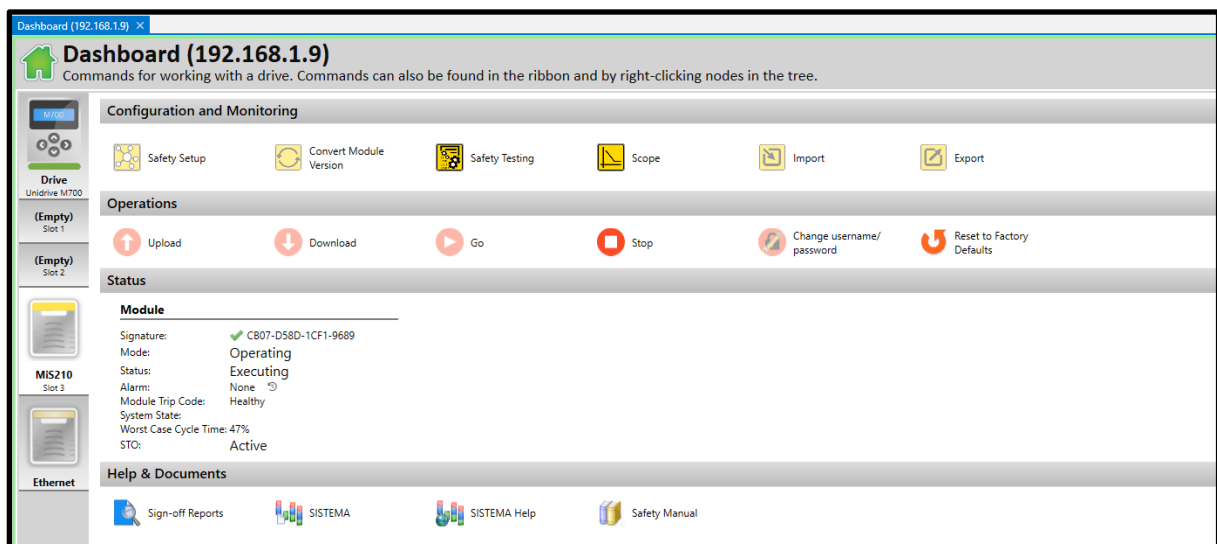 Dashboard (192.168.1.9) ×
Dashboard (192.168.1.9)
Commands for working with a drive. Commands can also be found in the ribbon and by right-clicking nodes in the tree.
M700
Drive
Unidrive M700
(Empty)
Slot 1
(Empty)
Slot 2
MiS210
Slot 3
Ethernet
Configuration and Monitoring
Safety Setup
Convert Module
Version
Safety Testing
Scope
Import
Export
Operations
Upload
Download
Go
Stop
Change username/
password
Reset to Factory
Defaults
Status
Module
Signature: CB07-D58D-1CF1-9689
Mode: Operating
Status: Executing
Alarm: None
Module Trip Code: Healthy
System State:
Worst Case Cycle Time: 47%
STO: Active
Help & Documents
Sign-off Reports
SISTEMA
SISTEMA Help
Safety Manual